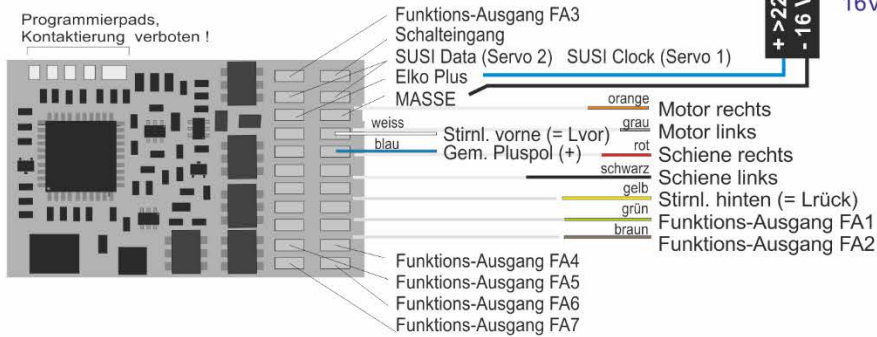 Programmierpads,
Kontaktierung verboten !
Funktions-Ausgang FA3
Schalteingang
SUSI Data (Servo 2) SUSI Clock (Servo 1)
Elko Plus
MASSE
+ >22
- 16 V
16V
weiss
Stirnl. vorne (= Lvor)
blau
Gem. Pluspol (+)
orange
Motor rechts
grau
Motor links
rot
Schiene rechts
schwarz
Schiene links
gelb
Stirnl. hinten (= Lrück)
grün
Funktions-Ausgang FA1
braun
Funktions-Ausgang FA2
Funktions-Ausgang FA4
Funktions-Ausgang FA5
Funktions-Ausgang FA6
Funktions-Ausgang FA7